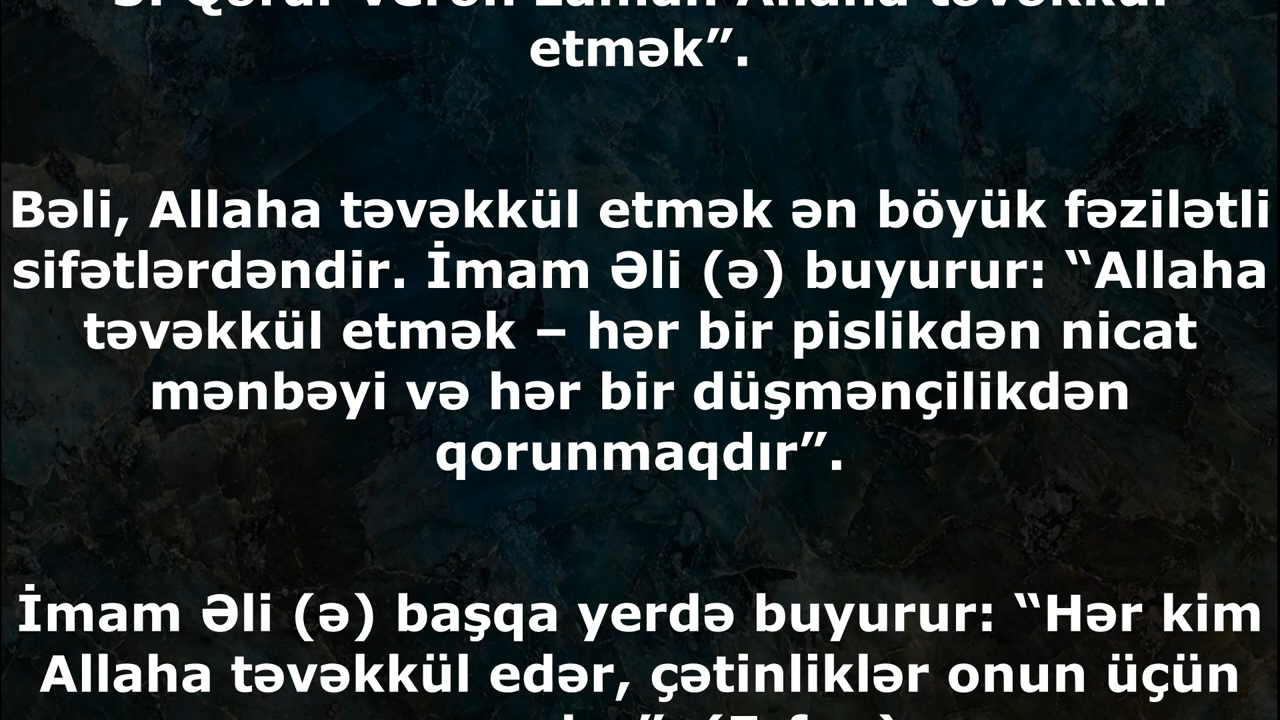 Qərar verən zaman Allaha təvəkkül
etmək”.
Bəli, Allaha təvəkkül etmək ən böyük fəzilətli
sifətlərdəndir. İmam Əli (ə) buyurur: “Allaha
təvəkkül etmək – hər bir pislikdən nicat
mənbəyi və hər bir düşmənçilikdən
qorunmaqdır”.
İmam Əli (ə) başqa yerdə buyurur: “Hər kim
Allaha təvəkkül edər, çətinliklər onun üçün